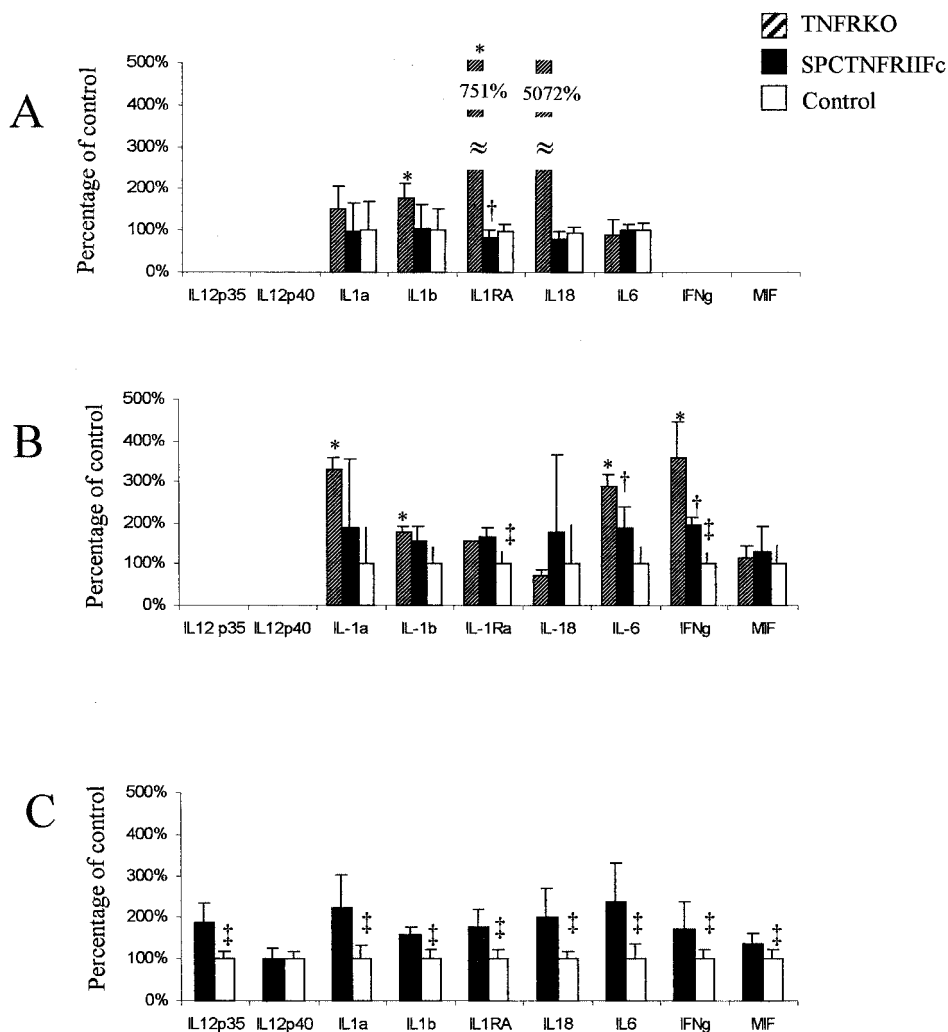 TNFRKO
SPCTNFRIIFc
Control
A
Percentage of control
500%
400%
300%
200%
100%
0%
*
*
751%
5072%
≈
≈
†
IL12p35 IL12p40 IL1a IL1b IL1RA IL18 IL6 IFNg MIF
B
Percentage of control
500%
400%
300%
200%
100%
0%
*
*
‡
*
†
*
†
‡
IL12 p35 IL12p40 IL-1a IL-1b IL-1Ra IL-18 IL-6 IFNg MIF
C
Percentage of control
500%
400%
300%
200%
100%
0%
‡ ‡ ‡ ‡ ‡ ‡ ‡ ‡
IL12p35 IL12p40 IL1a IL1b IL1RA IL18 IL6 IFNg MIF